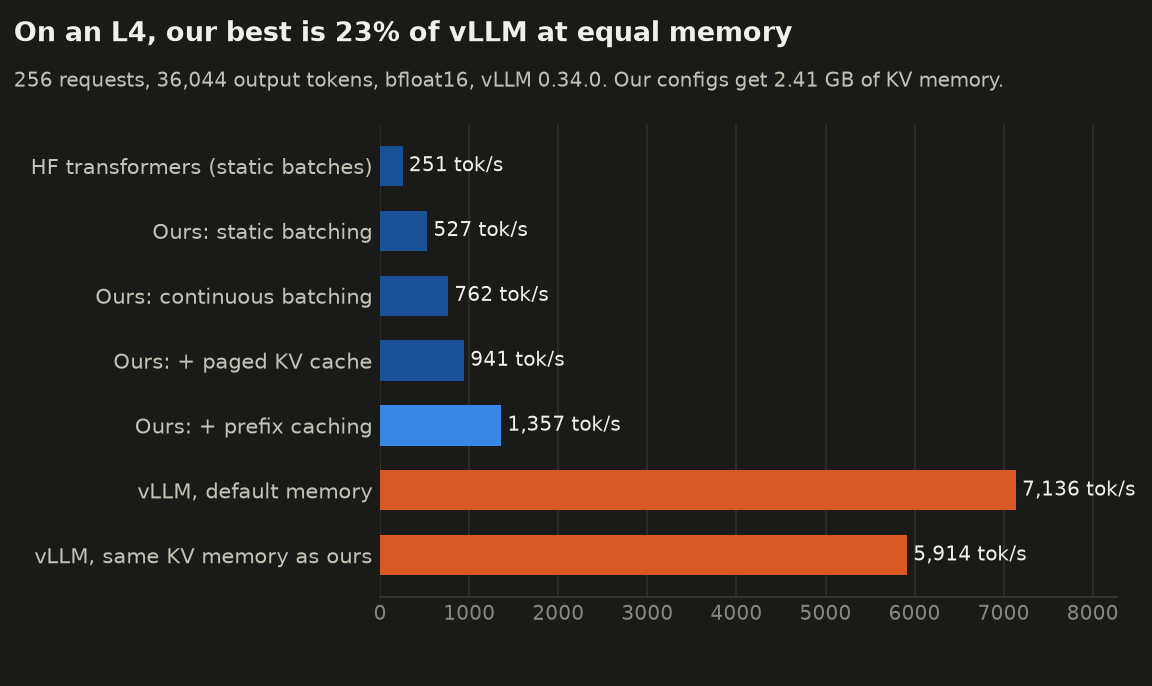 On an L4, our best is 23% of vLLM at equal memory
256 requests, 36,044 output tokens, bfloat16, vLLM 0.34.0. Our configs get 2.41 GB of KV memory.
HF transformers (static batches) 251 tok/s
Ours: static batching 527 tok/s
Ours: continuous batching 762 tok/s
Ours: + paged KV cache 941 tok/s
Ours: + prefix caching 1,357 tok/s
vLLM, default memory 7,136 tok/s
vLLM, same KV memory as ours 5,914 tok/s
0 1000 2000 3000 4000 5000 6000 7000 8000